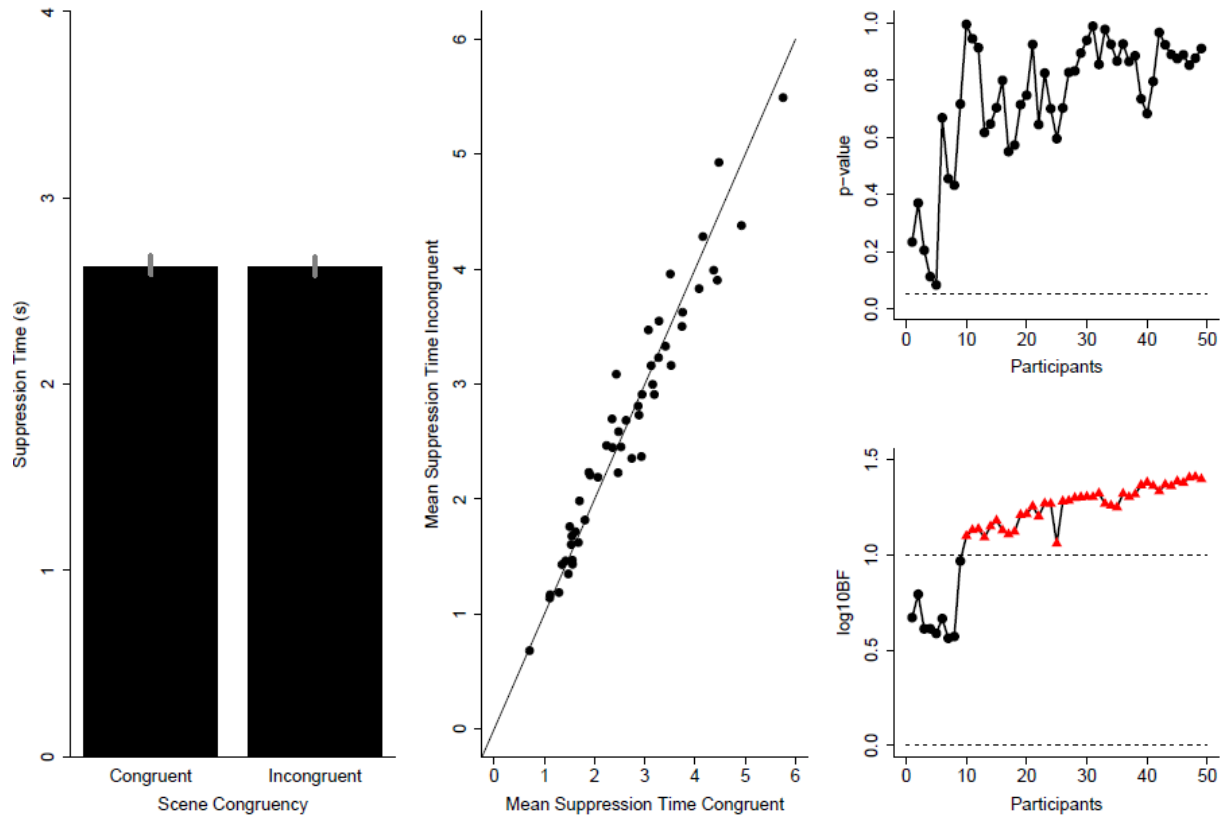 4
3
2
1
0
Suppression Time (s)
Congruent
Incongruent
Scene Congruency
6
5
4
3
2
1
0
Mean Suppression Time Incongruent
0 1 2 3 4 5 6
Mean Suppression Time Congruent
1.0
0.8
0.6
0.4
0.2
0.0
p-value
0 10 20 30 40 50
Participants
1.5
1.0
0.5
0.0
log10BF
0 10 20 30 40 50
Participants